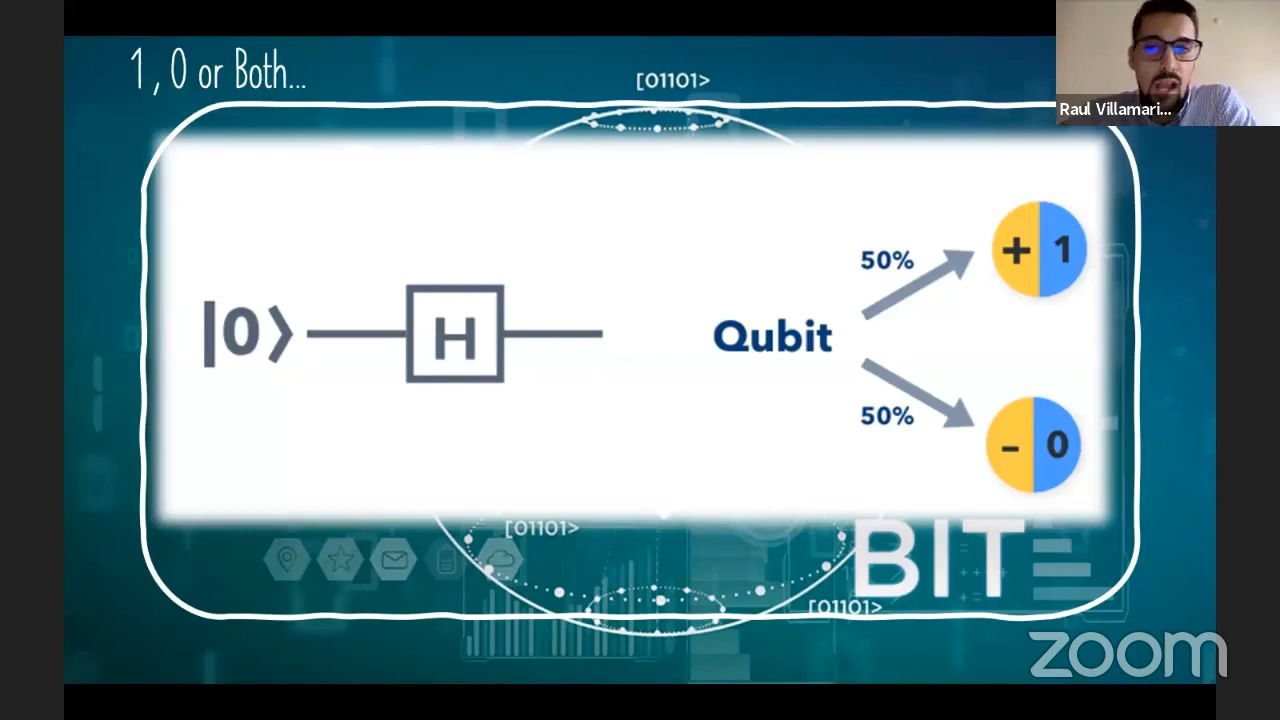 1, 0 or Both...
[01101>
Raul Villamari...
|0⟩
H
Qubit
50%
+ 1
50%
- 0
[01101>
BIT
[01101>
zoom